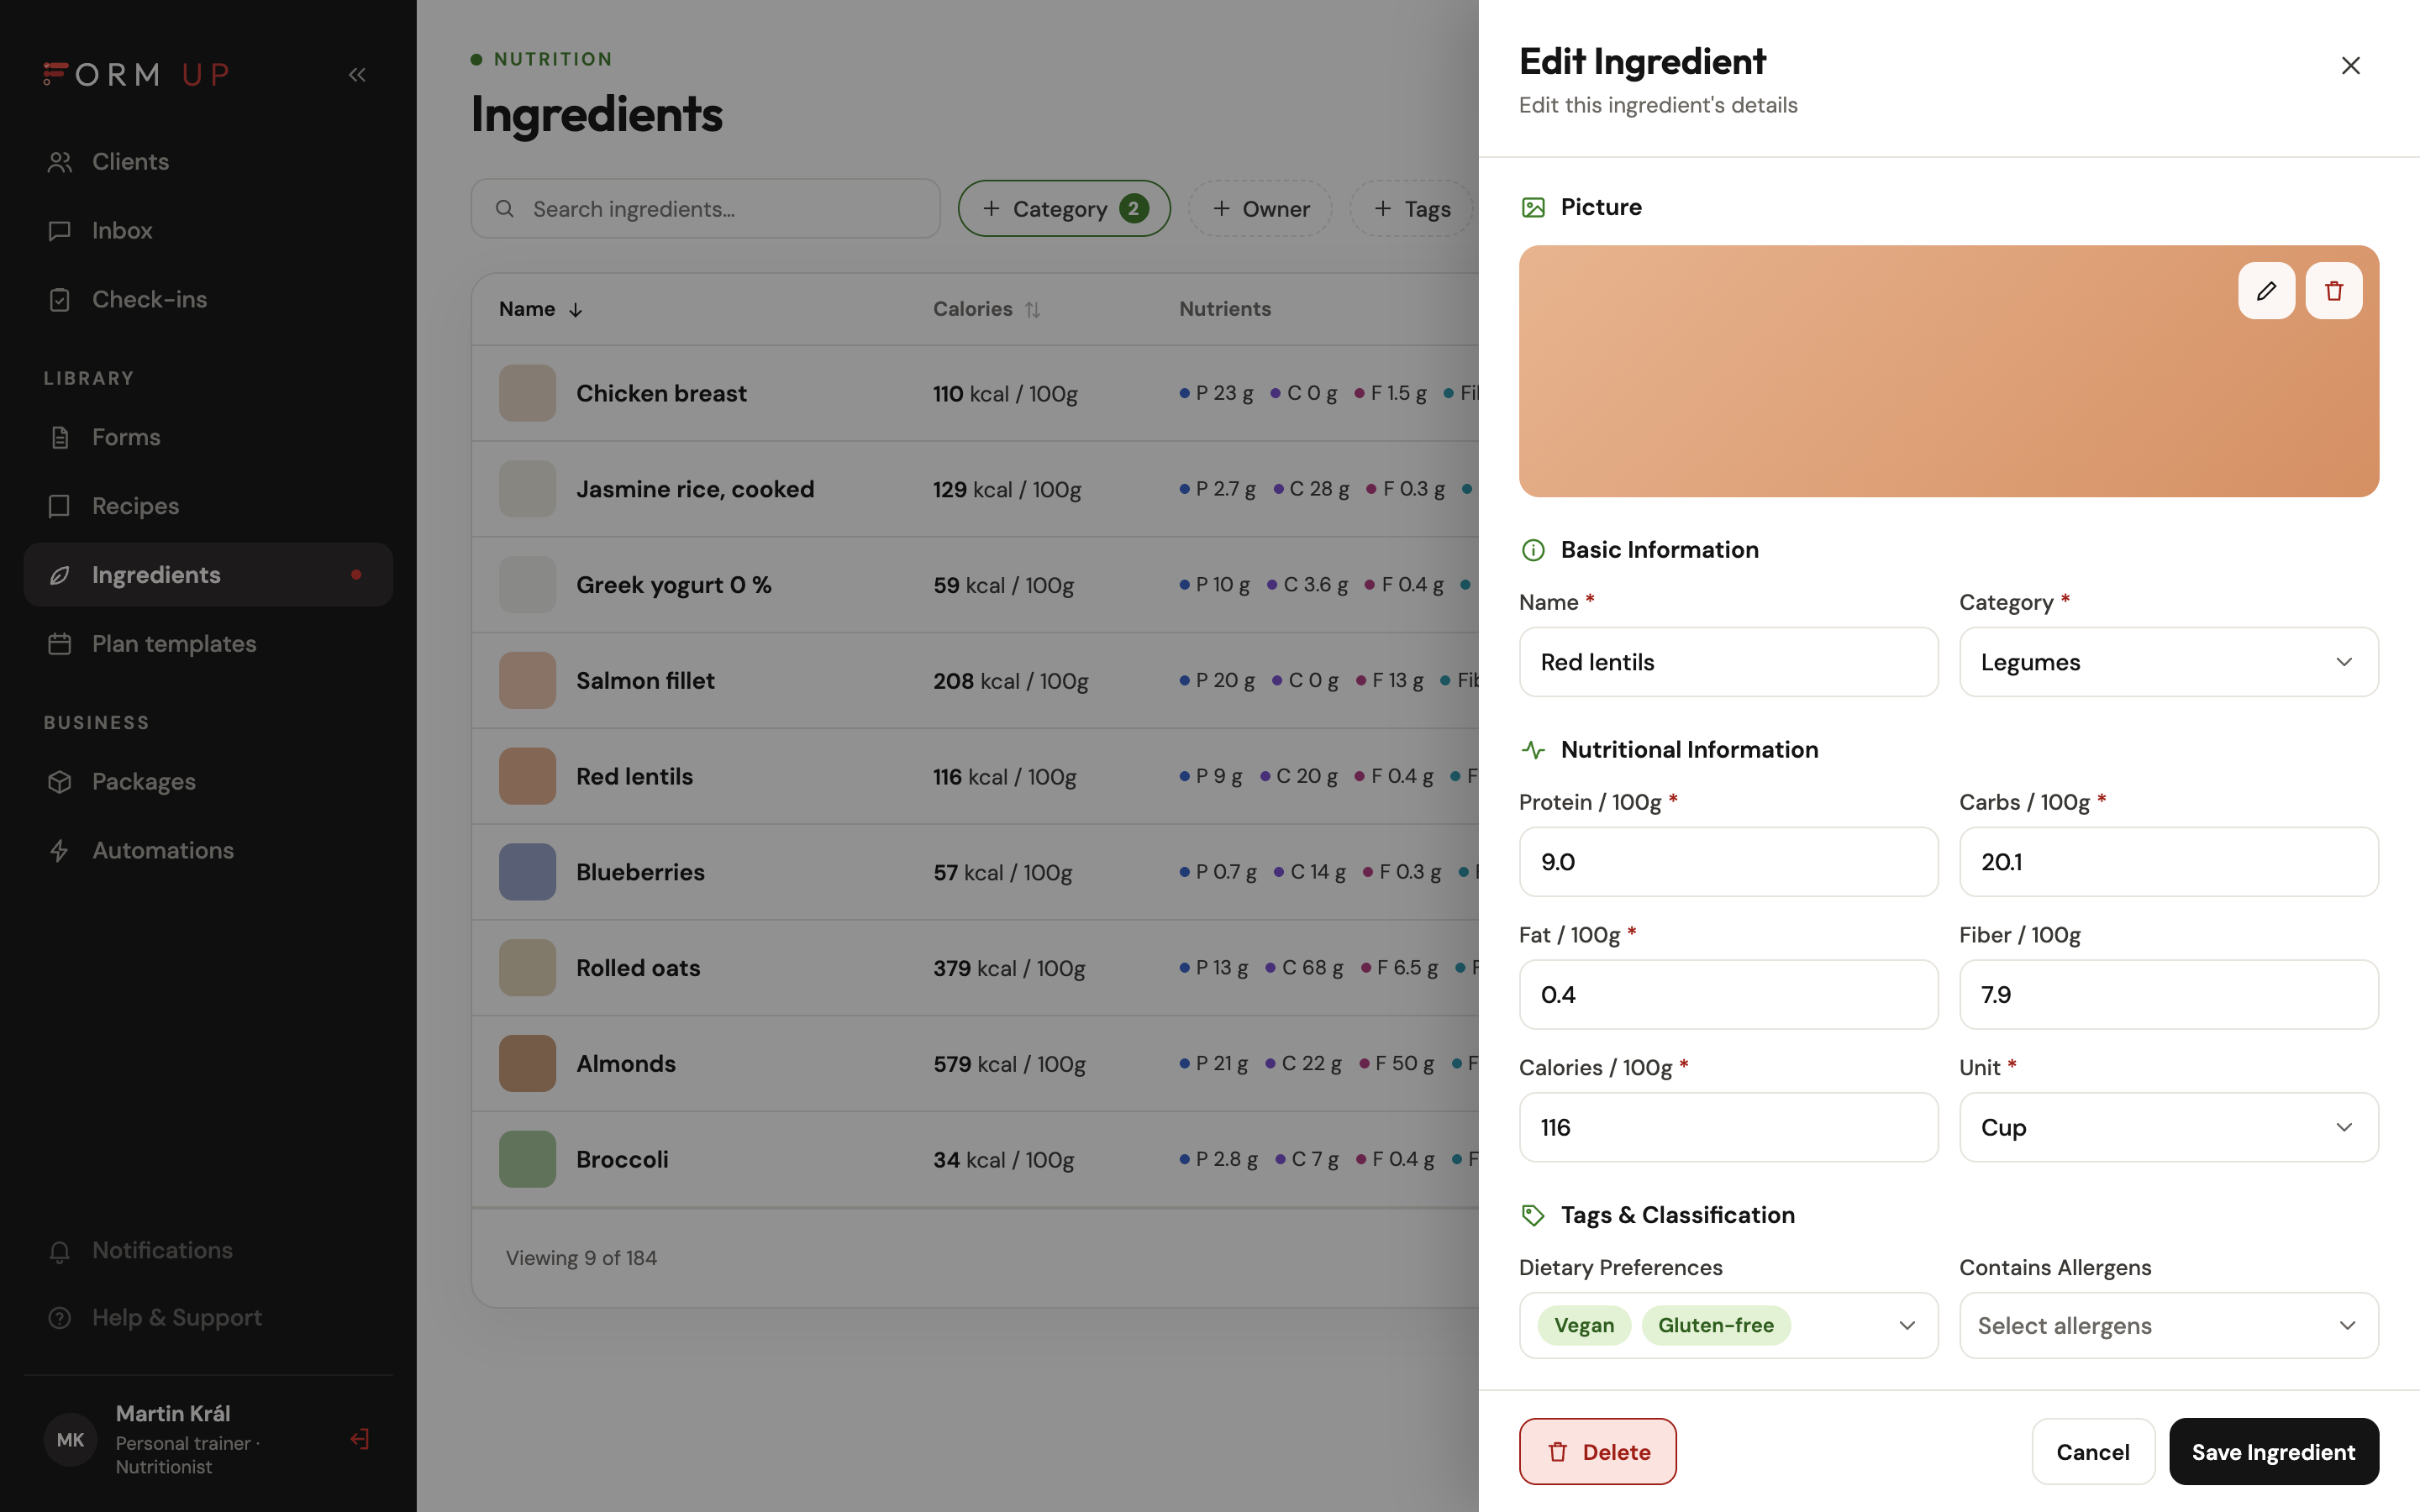 FORM UP
Clients
Inbox
Check-ins
LIBRARY
Forms
Recipes
Ingredients
Plan templates
BUSINESS
Packages
Automations
Notifications
Help & Support
MK
Martin Král
Personal trainer ·
Nutritionist
NUTRITION
Ingredients
Search ingredients...
+ Category 2
+ Owner
+ Tags
Name Calories Nutrients
Chicken breast 110 kcal / 100g P 23 g C 0 g F 1.5 g
Jasmine rice, cooked 129 kcal / 100g P 2.7 g C 28 g F 0.3 g
Greek yogurt 0 % 59 kcal / 100g P 10 g C 3.6 g F 0.4 g
Salmon fillet 208 kcal / 100g P 20 g C 0 g F 13 g
Red lentils 116 kcal / 100g P 9 g C 20 g F 0.4 g
Blueberries 57 kcal / 100g P 0.7 g C 14 g F 0.3 g
Rolled oats 379 kcal / 100g P 13 g C 68 g F 6.5 g
Almonds 579 kcal / 100g P 21 g C 22 g F 50 g
Broccoli 34 kcal / 100g P 2.8 g C 7 g F 0.4 g
Viewing 9 of 184
Edit Ingredient
Edit this ingredient's details
Picture
Basic Information
Name * Category *
Red lentils Legumes
Nutritional Information
Protein / 100g * Carbs / 100g *
9.0 20.1
Fat / 100g * Fiber / 100g
0.4 7.9
Calories / 100g * Unit *
116 Cup
Tags & Classification
Dietary Preferences Contains Allergens
Vegan Gluten-free Select allergens
Delete Cancel Save Ingredient